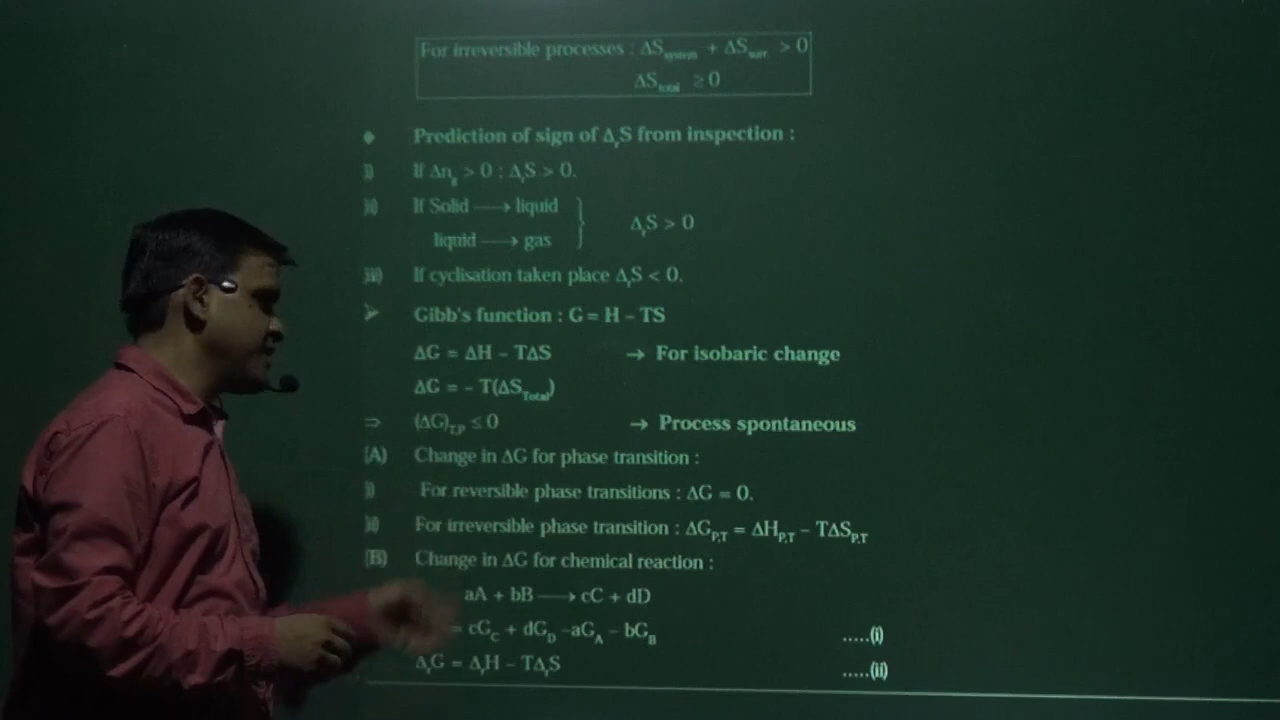 For irreversible processes : ΔS_system + ΔS_surr. > 0
ΔS_total ≥ 0
◆ Prediction of sign of Δ_rS from inspection :
i) If Δn_g > 0 : Δ_rS > 0.
ii) If Solid ⟶ liquid
liquid ⟶ gas } Δ_rS > 0
iii) If cyclisation taken place Δ_rS < 0.
➤ Gibb's function : G = H – TS
ΔG = ΔH – TΔS → For isobaric change
ΔG = - T(ΔS_Total)
⇒ (ΔG)_T,P ≤ 0 → Process spontaneous
(A) Change in ΔG for phase transition :
i) For reversible phase transitions : ΔG = 0.
ii) For irreversible phase transition : ΔG_P,T = ΔH_P,T – TΔS_P,T
(B) Change in ΔG for chemical reaction :
aA + bB ⟶ cC + dD
= cG_C + dG_D –aG_A – bG_B .....(i)
Δ_rG = Δ_rH – TΔ_rS .....(ii)